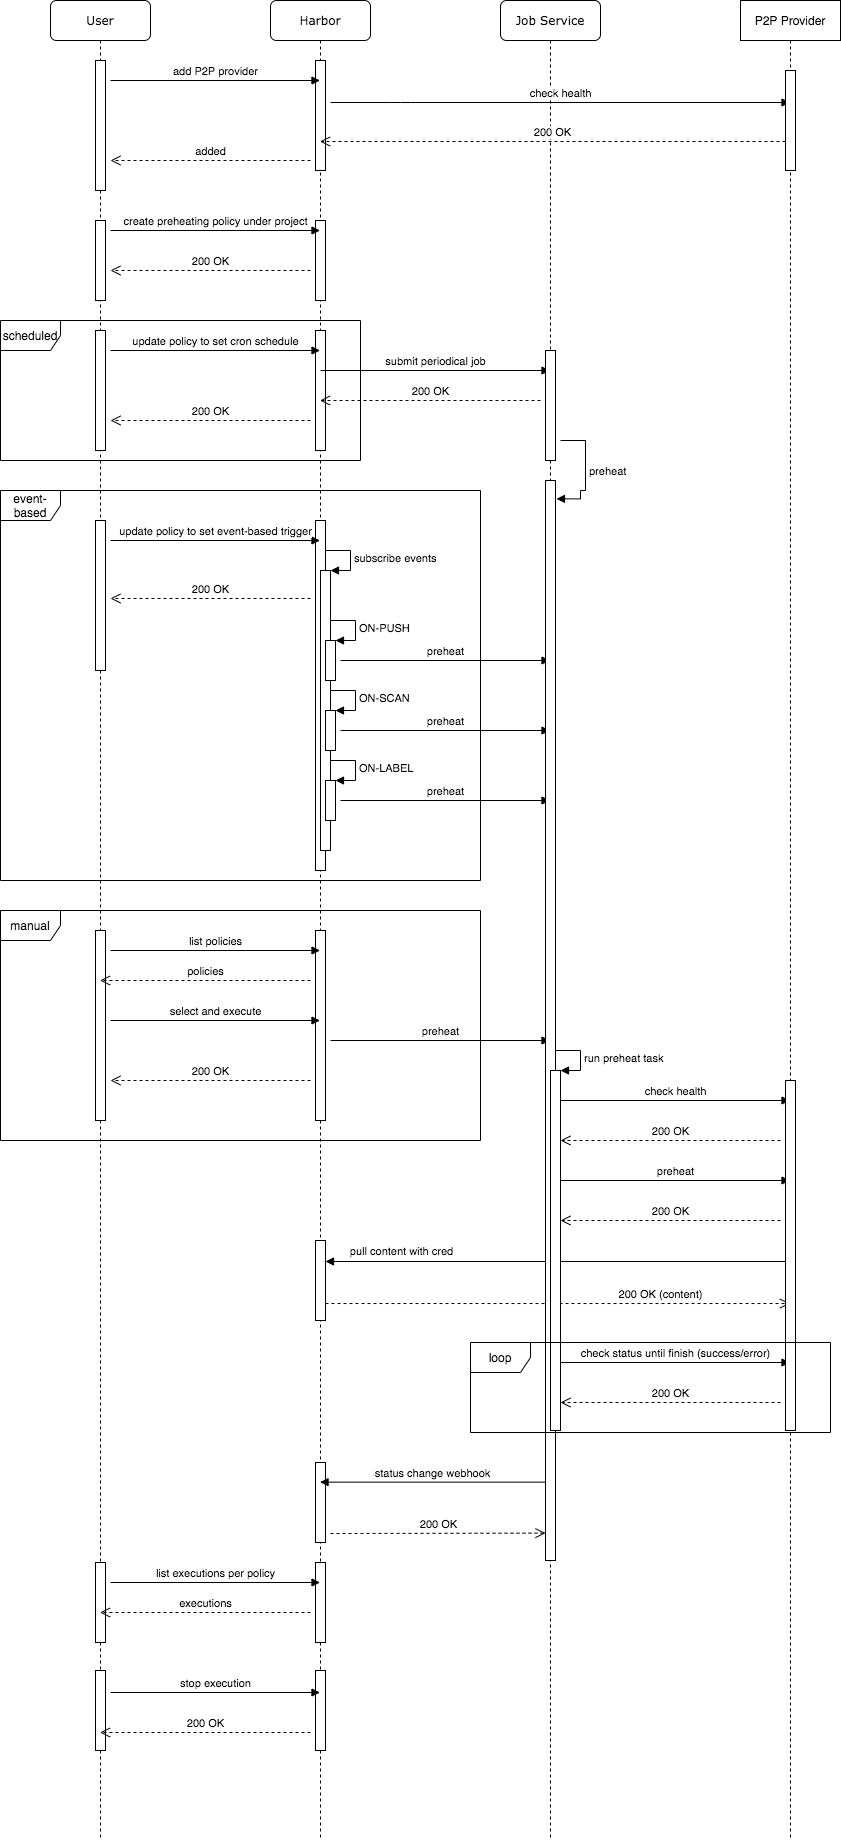 User
Harbor
Job Service
P2P Provider
add P2P provider
check health
200 OK
added
create preheating policy under project
200 OK
scheduled
update policy to set cron schedule
submit periodical job
200 OK
200 OK
preheat
event-
based
update policy to set event-based trigger
subscribe events
200 OK
ON-PUSH
preheat
ON-SCAN
preheat
ON-LABEL
preheat
manual
list policies
policies
select and execute
preheat
run preheat task
200 OK
check health
200 OK
preheat
200 OK
pull content with cred
200 OK (content)
loop
check status until finish (success/error)
200 OK
status change webhook
200 OK
list executions per policy
executions
stop execution
200 OK